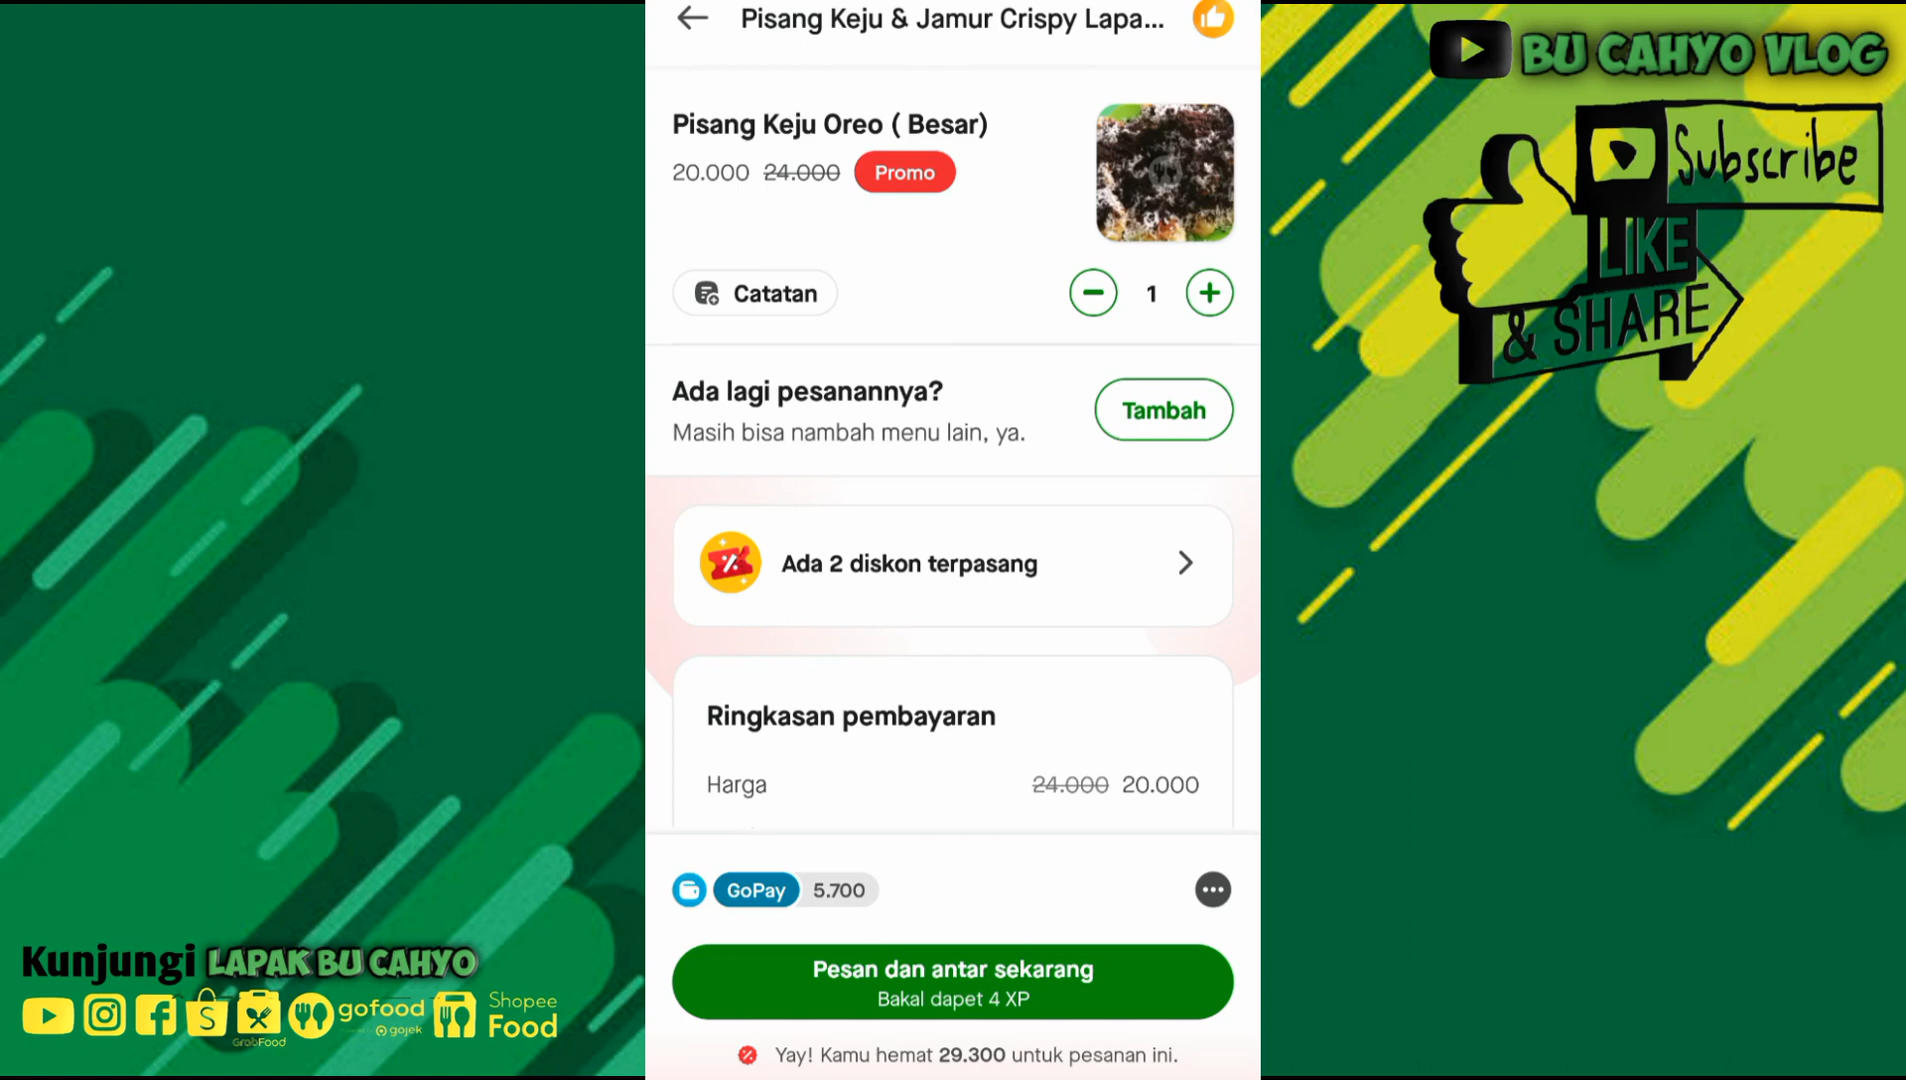 Pisang Keju & Jamur Crispy Lapa...
Pisang Keju Oreo ( Besar)
20.000 24.000 Promo
Catatan
1
Ada lagi pesanannya?
Masih bisa nambah menu lain, ya.
Tambah
Ada 2 diskon terpasang
Ringkasan pembayaran
Harga 24.000 20.000
GoPay 5.700
Pesan dan antar sekarang
Bakal dapet 4 XP
Yay! Kamu hemat 29.300 untuk pesanan ini.
BU CAHYO VLOG
Subscribe
LIKE
& SHARE
Kunjungi LAPAK BU CAHYO
S
GrabFood
gofood
gojek
Shopee
Food